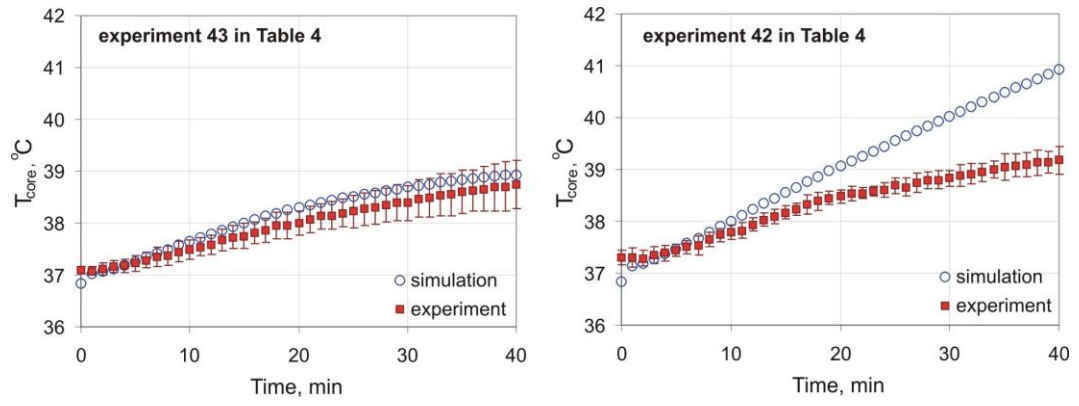 experiment 43 in Table 4
42
41
40
39
38
37
36
T core, °C
0
10
20
30
40
Time, min
simulation
experiment
experiment 42 in Table 4
42
41
40
39
38
37
36
T core, °C
0
10
20
30
40
Time, min
simulation
experiment